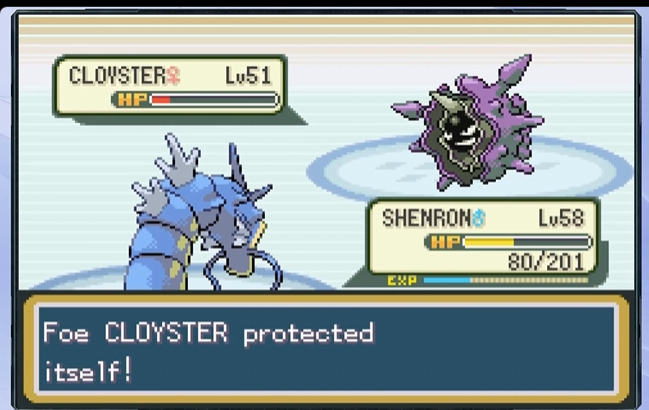 CLOYSTER♀ Lv51
HP
SHENRON♂ Lv58
HP
80/201
EXP
Foe CLOYSTER protected
itself!